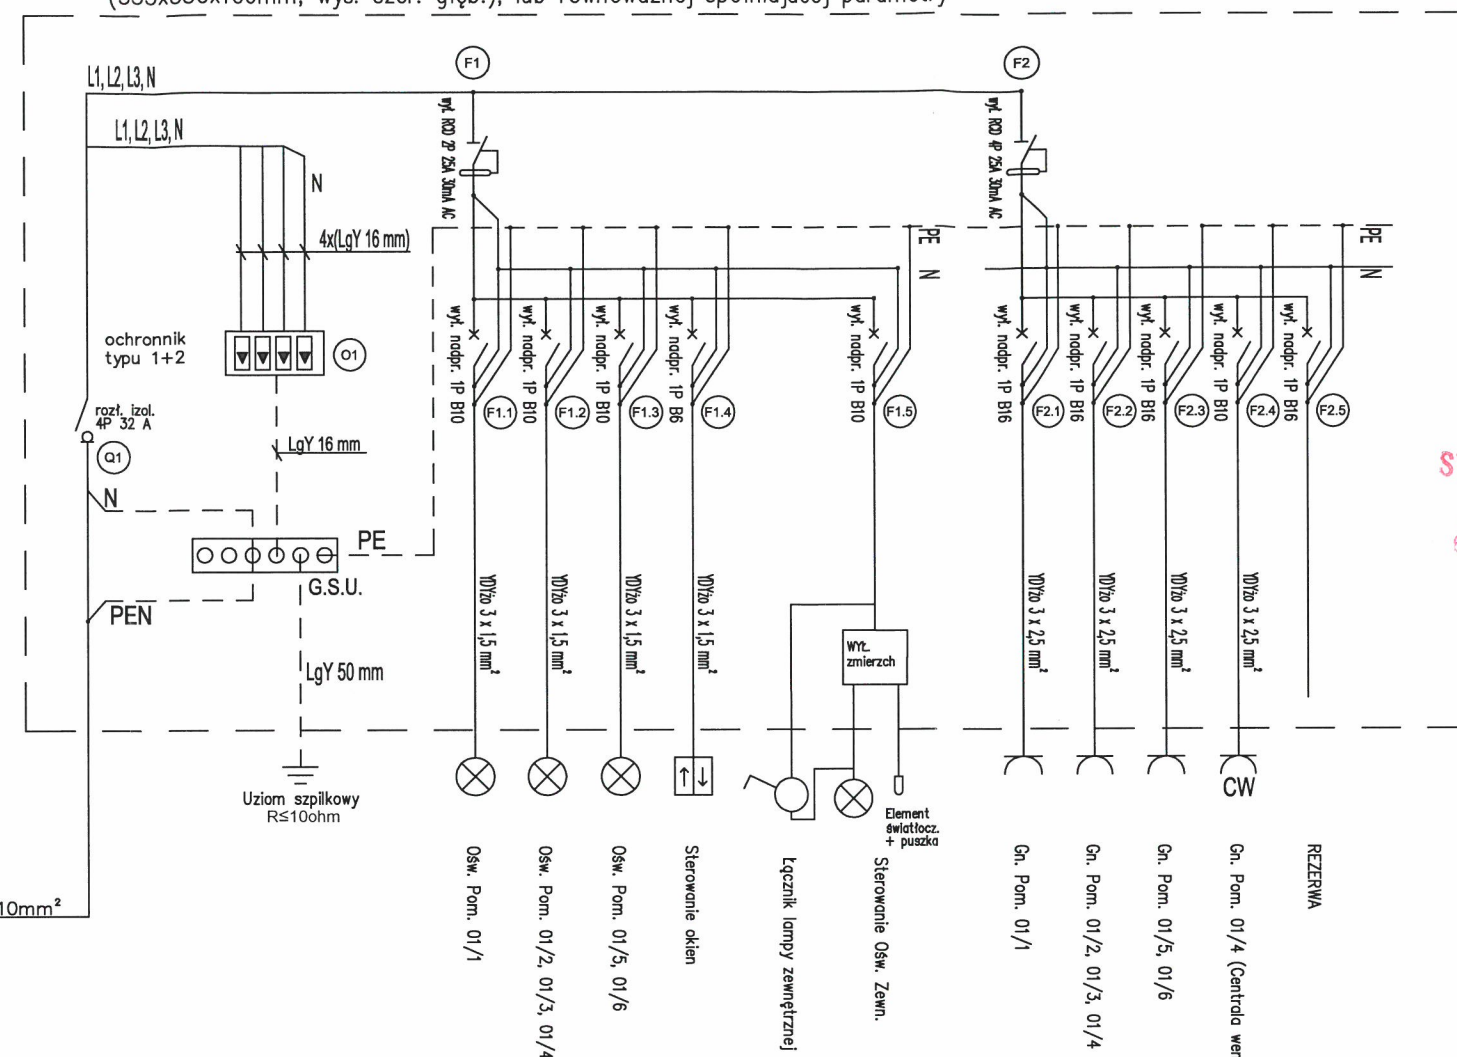 (555x550x160mm, wys. szer. głęb.), lub równoważnej spełniającej parametry
F1
F2
L1, L2, L3, N
L1, L2, L3, N
N
4x(LgY 16 mm)
ochronnik
typu 1+2
O1
rozł. izol.
4P 32 A
Q1
LgY 16 mm
N
PE
G.S.U.
PEN
LgY 50 mm
Uziom szpilkowy
R≤10ohm
10mm²
wył. RCD 2P 25A 30mA AC
wył. RCD 4P 25A 30mA AC
PE
N
PE
N
wył. nadpr. 1P B10
F1.1
wył. nadpr. 1P B10
F1.2
wył. nadpr. 1P B10
F1.3
wył. nadpr. 1P B6
F1.4
wył. nadpr. 1P B10
F1.5
wył. nadpr. 1P B16
F2.1
wył. nadpr. 1P B16
F2.2
wył. nadpr. 1P B16
F2.3
wył. nadpr. 1P B10
F2.4
wył. nadpr. 1P B16
F2.5
YDYżo 3 x 1,5 mm²
YDYżo 3 x 1,5 mm²
YDYżo 3 x 1,5 mm²
YDYżo 3 x 1,5 mm²
YDYżo 3 x 2,5 mm²
YDYżo 3 x 2,5 mm²
YDYżo 3 x 2,5 mm²
YDYżo 3 x 2,5 mm²
WYŁ.
zmierzch
Element
światłocz.
+ puszka
CW
Ośw. Pom. 01/1
Ośw. Pom. 01/2, 01/3, 01/4
Ośw. Pom. 01/5, 01/6
Sterowanie okien
Łącznik lampy zewnętrznej
Sterowanie Ośw. Zewn.
Gn. Pom. 01/1
Gn. Pom. 01/2, 01/3, 01/4
Gn. Pom. 01/5, 01/6
Gn. Pom. 01/4 (Centrala wer
REZERWA
S